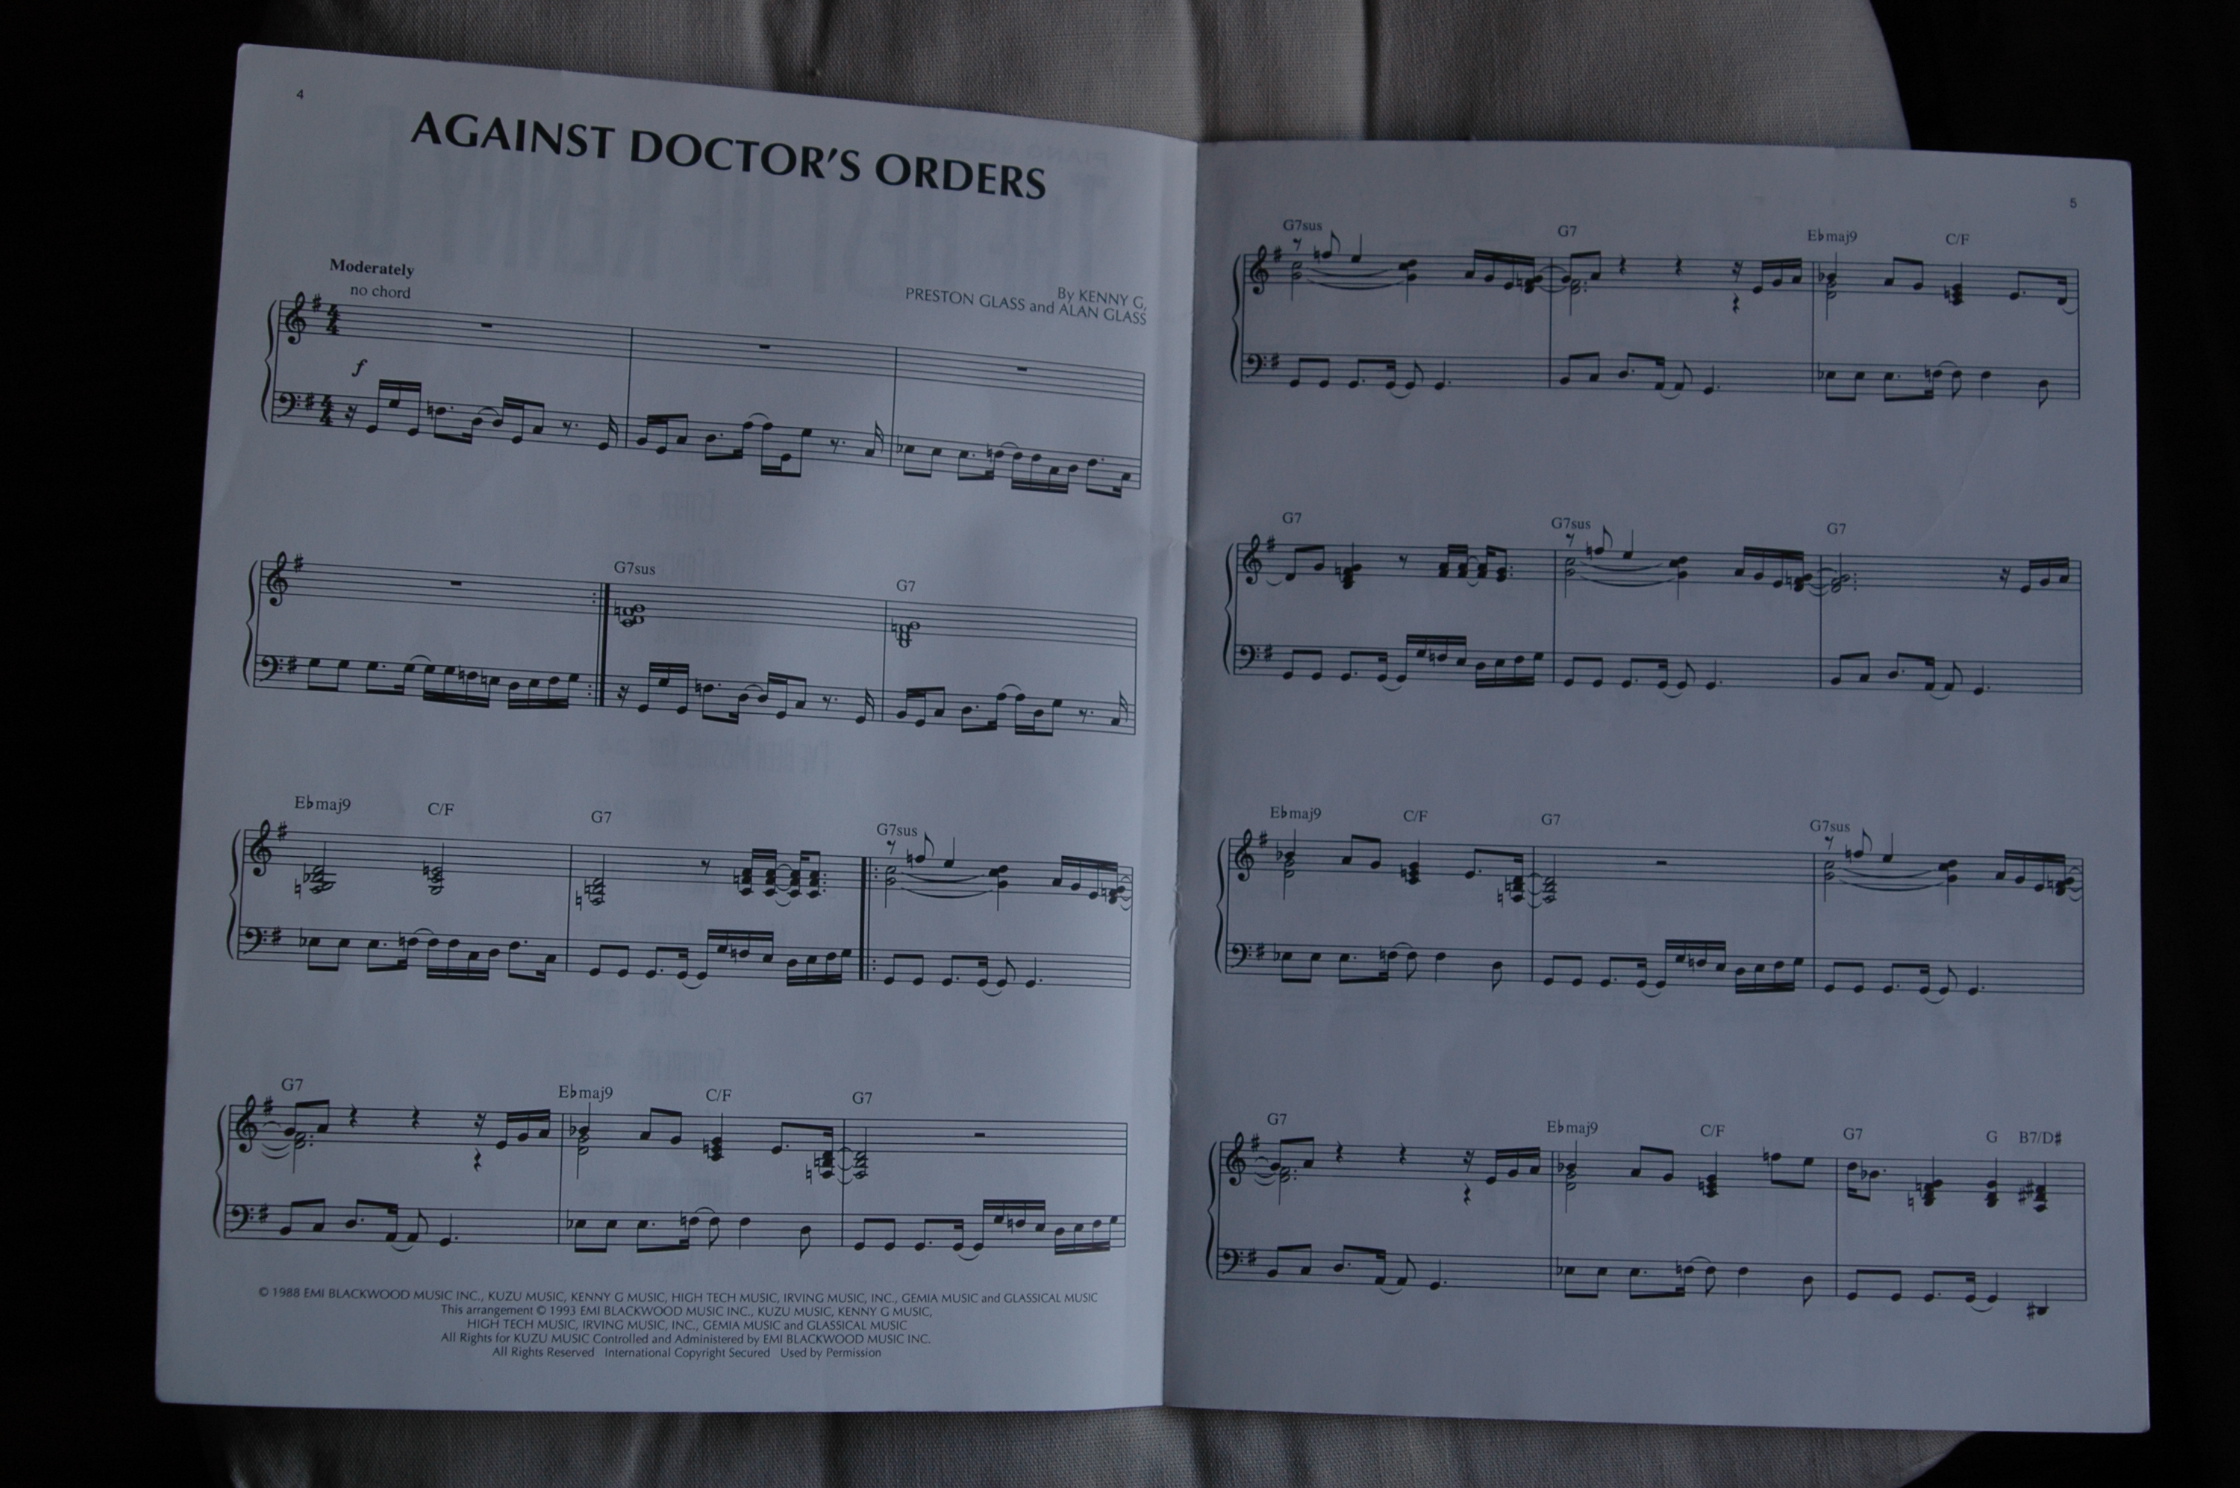 4
AGAINST DOCTOR'S ORDERS
By KENNY G,
PRESTON GLASS and ALAN GLASS
Moderately
no chord
f
G7sus G7
E♭maj9 C/F G7 G7sus
G7 E♭maj9 C/F G7
© 1988 EMI BLACKWOOD MUSIC INC., KUZU MUSIC, KENNY G MUSIC, HIGH TECH MUSIC, IRVING MUSIC, INC., GEMIA MUSIC and GLASSICAL MUSIC
This arrangement © 1993 EMI BLACKWOOD MUSIC INC., KUZU MUSIC, KENNY G MUSIC,
HIGH TECH MUSIC, IRVING MUSIC, INC., GEMIA MUSIC and GLASSICAL MUSIC
All Rights for KUZU MUSIC Controlled and Administered by EMI BLACKWOOD MUSIC INC.
All Rights Reserved International Copyright Secured Used by Permission
5
G7sus G7 E♭maj9 C/F
G7 G7sus G7
E♭maj9 C/F G7 G7sus
G7 E♭maj9 C/F G7 G B7/D♯